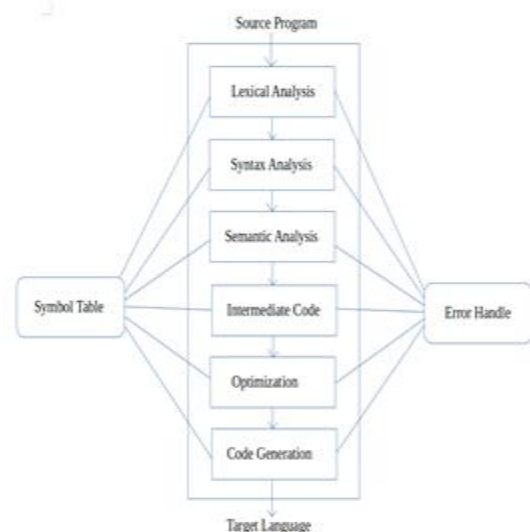 Source Program
Lexical Analysis
Syntax Analysis
Semantic Analysis
Symbol Table
Intermediate Code
Error Handle
Optimization
Code Generation
Target Language